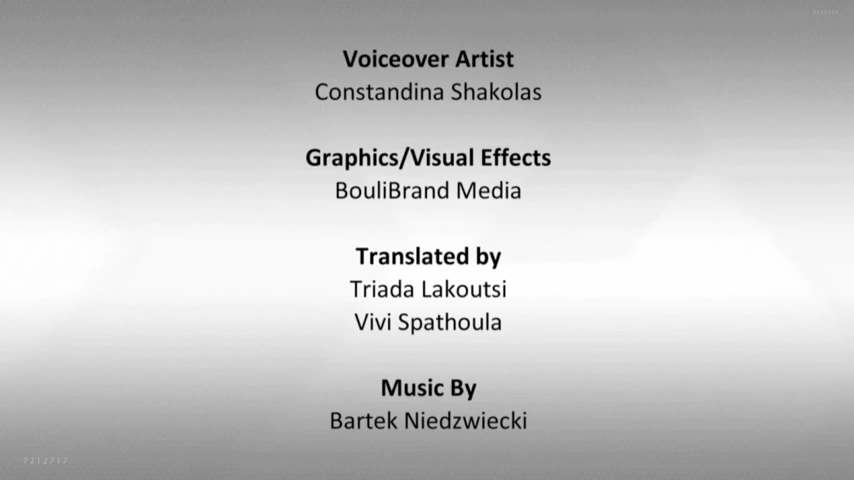 Voiceover Artist
Constandina Shakolas
Graphics/Visual Effects
BouliBrand Media
Translated by
Triada Lakoutsi
Vivi Spathoula
Music By
Bartek Niedzwiecki
7212717